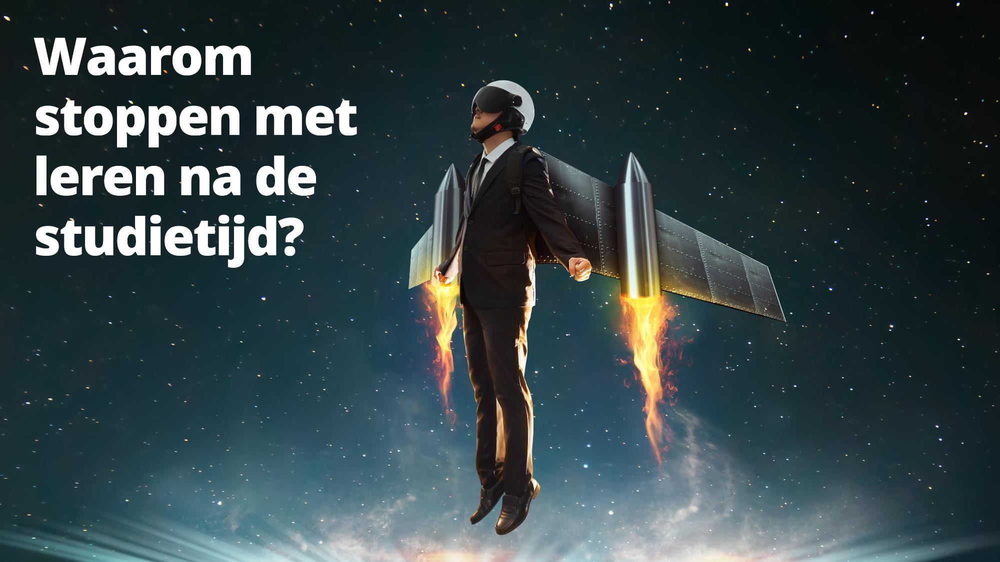 Waarom
stoppen met
leren na de
studietijd?